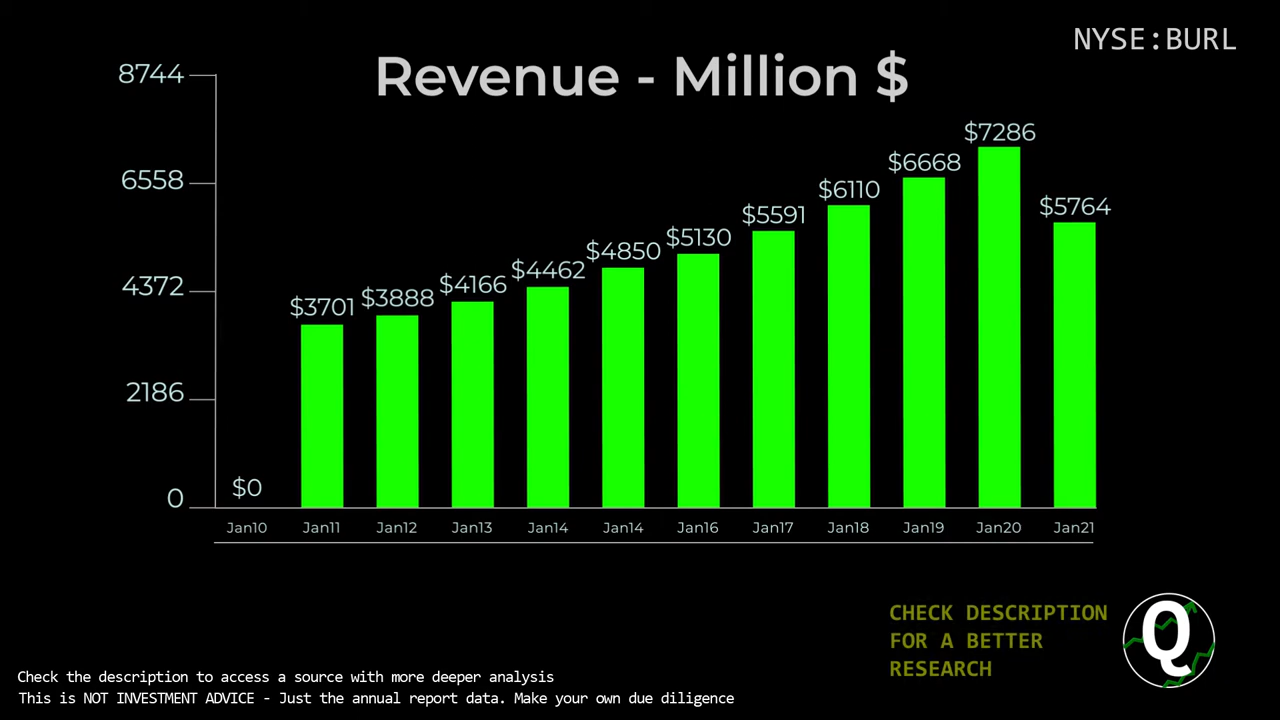 NYSE:BURL
Revenue - Million $
8744
6558
4372
2186
0
$0
$3701
$3888
$4166
$4462
$4850
$5130
$5591
$6110
$6668
$7286
$5764
Jan10 Jan11 Jan12 Jan13 Jan14 Jan14 Jan16 Jan17 Jan18 Jan19 Jan20 Jan21
CHECK DESCRIPTION
FOR A BETTER
RESEARCH
Q
Check the description to access a source with more deeper analysis
This is NOT INVESTMENT ADVICE - Just the annual report data. Make your own due diligence